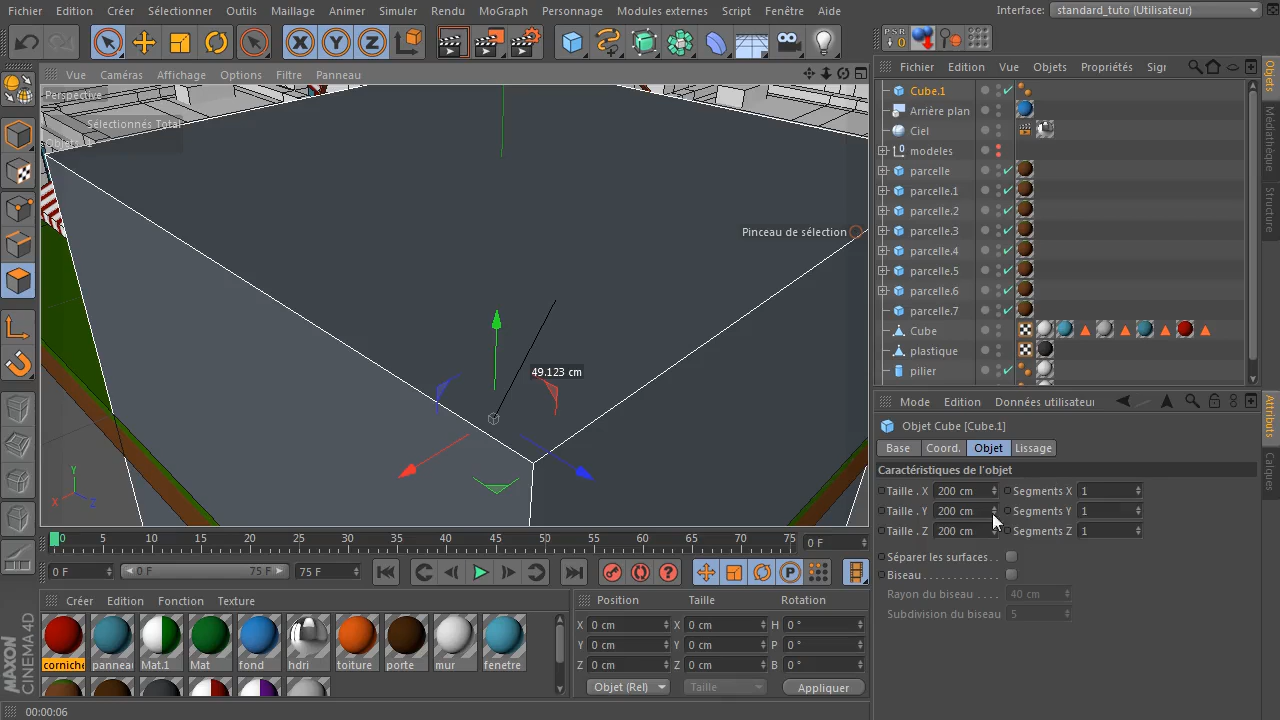 Fichier Edition Créer Sélectionner Outils Maillage Animer Simuler Rendu MoGraph Personnage Modules externes Script Fenêtre Aide Interface: standard_tuto (Utilisateur)
PSR
0
Vue Caméras Affichage Options Filtre Panneau
Perspective
Sélectionnés Total
Pinceau de sélection
49.123 cm
Y
X
Z
Fichier Edition Vue Objets Propriétés
Cube.1
Arrière plan
Ciel
modeles
parcelle
parcelle.1
parcelle.2
parcelle.3
parcelle.4
parcelle.5
parcelle.6
parcelle.7
Cube
plastique
pilier
Objets
Médiathèque
Structure
Mode Edition Données utilisateur
Objet Cube [Cube.1]
Base Coord. Objet Lissage
Caractéristiques de l'objet
Taille . X 200 cm Segments X 1
Taille . Y 200 cm Segments Y 1
Taille . Z 200 cm Segments Z 1
Séparer les surfaces. .
Biseau . . . . . . . . . . . . .
Rayon du biseau . . . . 40 cm
Subdivision du biseau 5
Attributs
Calques
0 5 10 15 20 25 30 35 40 45 50 55 60 65 70 75 0 F
0 F 0 F 75 F 75 F
Créer Edition Fonction Texture
corniche pannea Mat.1 Mat fond hdri toiture porte mur fenetre
Position Taille Rotation
X 0 cm X 0 cm H 0 °
Y 0 cm Y 0 cm P 0 °
Z 0 cm Z 0 cm B 0 °
Objet (Rel) Taille Appliquer
MAXON
CINEMA 4D
00:00:06